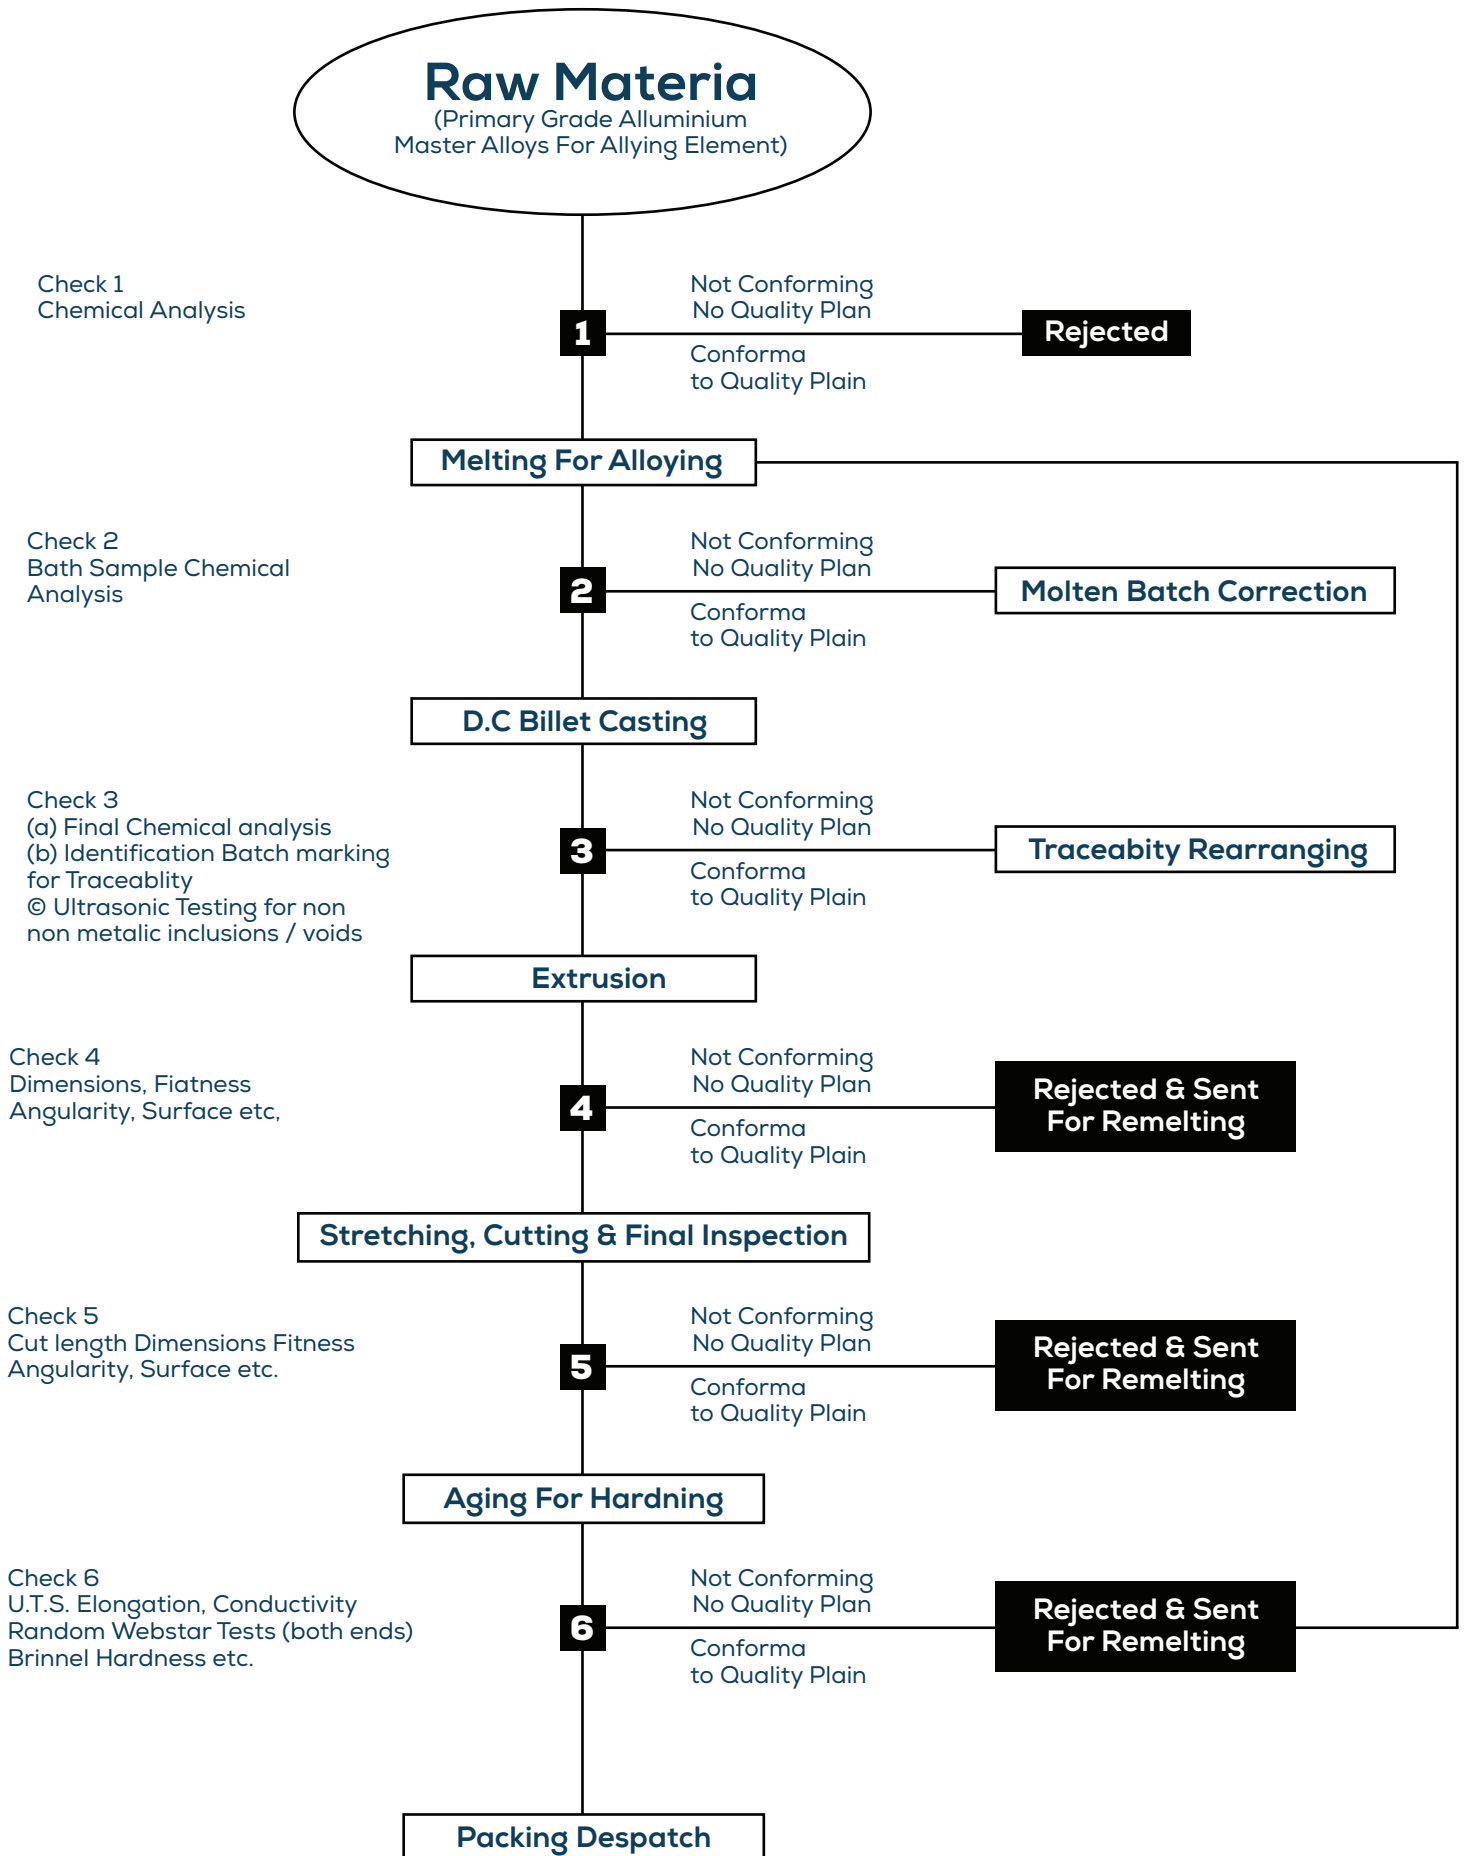 Raw Materia
(Primary Grade Alluminium
Master Alloys For Allying Element)
Check 1
Chemical Analysis
1
Not Conforming
No Quality Plan
Conforma
to Quality Plain
Rejected
Melting For Alloying
Check 2
Bath Sample Chemical
Analysis
2
Not Conforming
No Quality Plan
Conforma
to Quality Plain
Molten Batch Correction
D.C Billet Casting
Check 3
(a) Final Chemical analysis
(b) Identification Batch marking
for Traceablity
© Ultrasonic Testing for non
non metalic inclusions / voids
3
Not Conforming
No Quality Plan
Conforma
to Quality Plain
Traceabity Rearranging
Extrusion
Check 4
Dimensions, Fiatness
Angularity, Surface etc,
4
Not Conforming
No Quality Plan
Conforma
to Quality Plain
Rejected & Sent
For Remelting
Stretching, Cutting & Final Inspection
Check 5
Cut length Dimensions Fitness
Angularity, Surface etc.
5
Not Conforming
No Quality Plan
Conforma
to Quality Plain
Rejected & Sent
For Remelting
Aging For Hardning
Check 6
U.T.S. Elongation, Conductivity
Random Webstar Tests (both ends)
Brinnel Hardness etc.
6
Not Conforming
No Quality Plan
Conforma
to Quality Plain
Rejected & Sent
For Remelting
Packing Despatch